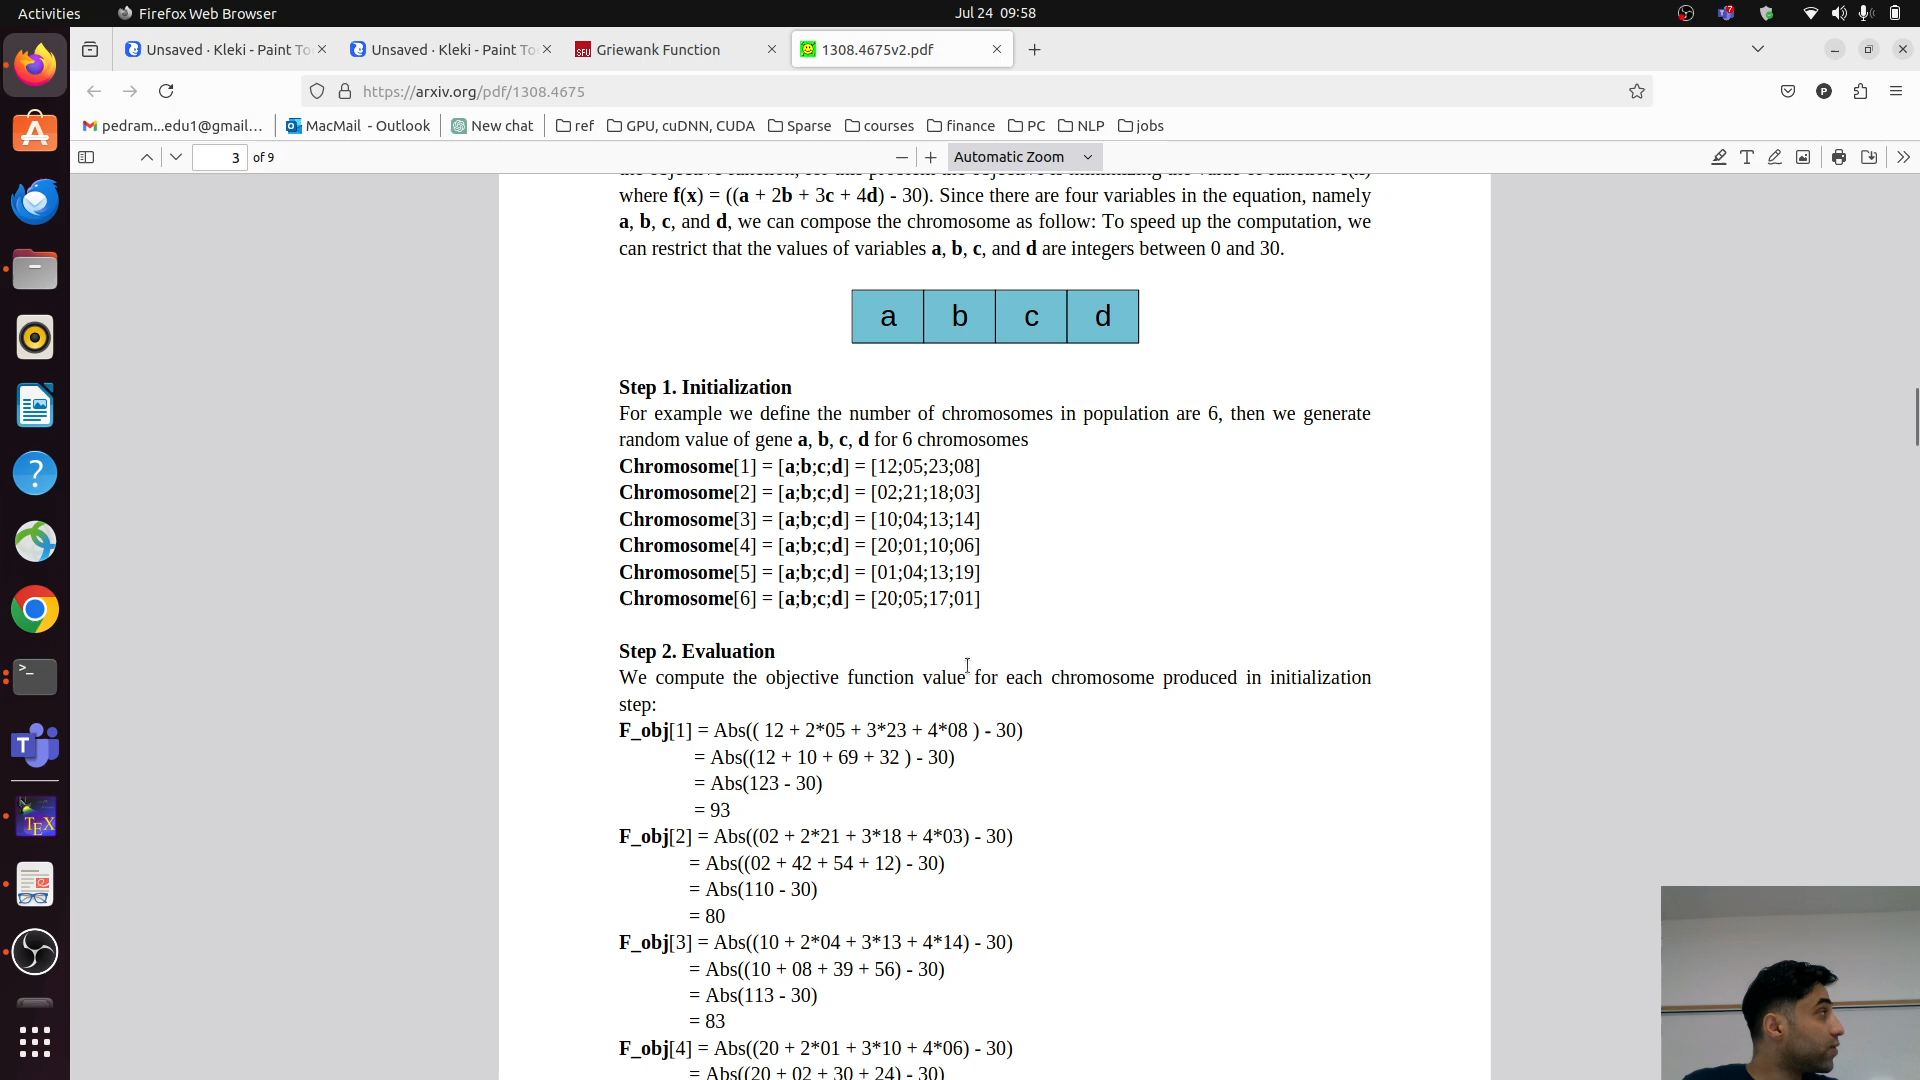 Activities
Firefox Web Browser
Jul 24 09:58
Unsaved · Kleki - Paint To
Unsaved · Kleki - Paint To
SFU Griewank Function
1308.4675v2.pdf
https://arxiv.org/pdf/1308.4675
pedram...edu1@gmail...
MacMail - Outlook
New chat
ref
GPU, cuDNN, CUDA
Sparse
courses
finance
PC
NLP
jobs
3 of 9
Automatic Zoom
where f(x) = ((a + 2b + 3c + 4d) - 30). Since there are four variables in the equation, namely
a, b, c, and d, we can compose the chromosome as follow: To speed up the computation, we
can restrict that the values of variables a, b, c, and d are integers between 0 and 30.
a b c d
Step 1. Initialization
For example we define the number of chromosomes in population are 6, then we generate
random value of gene a, b, c, d for 6 chromosomes
Chromosome[1] = [a;b;c;d] = [12;05;23;08]
Chromosome[2] = [a;b;c;d] = [02;21;18;03]
Chromosome[3] = [a;b;c;d] = [10;04;13;14]
Chromosome[4] = [a;b;c;d] = [20;01;10;06]
Chromosome[5] = [a;b;c;d] = [01;04;13;19]
Chromosome[6] = [a;b;c;d] = [20;05;17;01]
Step 2. Evaluation
We compute the objective function value for each chromosome produced in initialization
step:
F_obj[1] = Abs(( 12 + 2*05 + 3*23 + 4*08 ) - 30)
= Abs((12 + 10 + 69 + 32 ) - 30)
= Abs(123 - 30)
= 93
F_obj[2] = Abs((02 + 2*21 + 3*18 + 4*03) - 30)
= Abs((02 + 42 + 54 + 12) - 30)
= Abs(110 - 30)
= 80
F_obj[3] = Abs((10 + 2*04 + 3*13 + 4*14) - 30)
= Abs((10 + 08 + 39 + 56) - 30)
= Abs(113 - 30)
= 83
F_obj[4] = Abs((20 + 2*01 + 3*10 + 4*06) - 30)
= Abs((20 + 02 + 30 + 24) - 30)